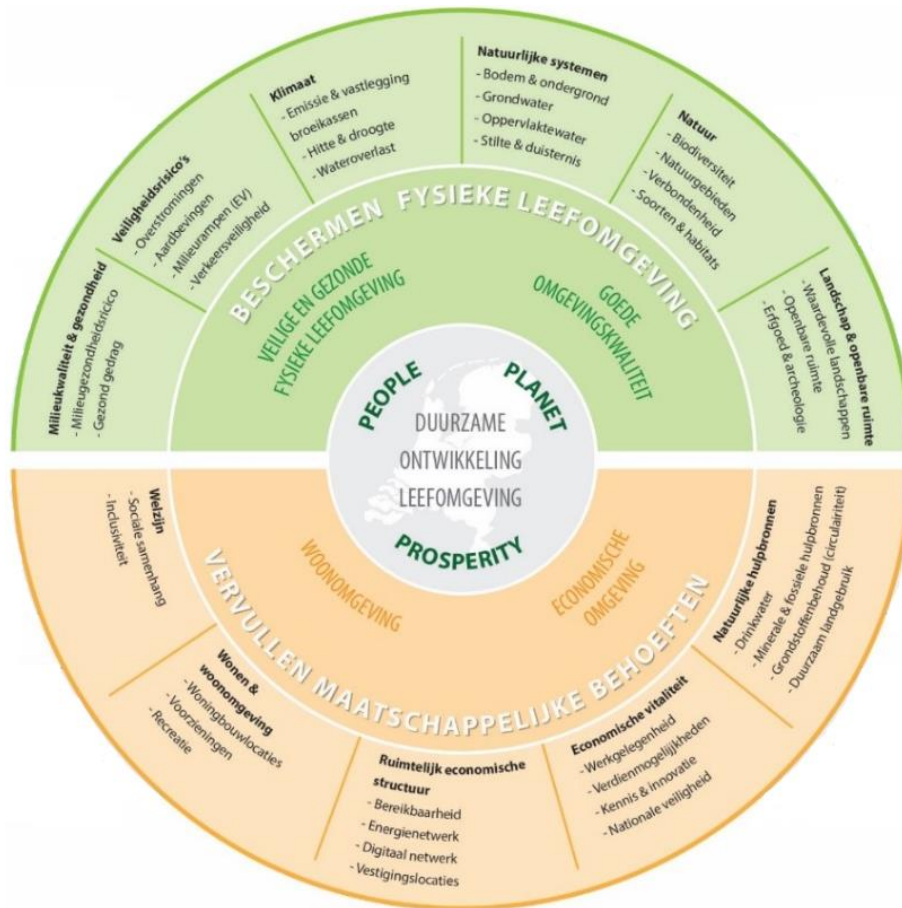 Milieukwaliteit & gezondheid
- Milieugezondheidsricico
- Gezond gedrag
Veiligheidsrisico's
- Overstromingen
- Aardbevingen
- Milieurampen (EV)
- Verkeersveiligheid
Klimaat
- Emissie & vastlegging
broeikassen
- Hitte & droogte
- Wateroverlast
Natuurlijke systemen
- Bodem & ondergrond
- Grondwater
- Oppervlaktewater
- Stilte & duisternis
Natuur
- Biodiversiteit
- Natuurgebieden
- Verbondenheid
- Soorten & habitats
Landschap & openbare ruimte
- Waardevolle landschappen
- Openbare ruimte
- Erfgoed & archeologie
BESCHERMEN FYSIEKE LEEFOMGEVING
VEILIGE EN GEZONDE
FYSIEKE LEEFOMGEVING
GOEDE
OMGEVINGSKWALITEIT
PEOPLE
PLANET
DUURZAME
ONTWIKKELING
LEEFOMGEVING
PROSPERITY
WOONOMGEVING
ECONOMISCHE
OMGEVING
VERVULLEN MAATSCHAPPELIJKE BEHOEFTEN
Welzijn
- Sociale samenhang
- Inclusiviteit
Wonen &
woonomgeving
- Woningbouwlocaties
- Voorzieningen
- Recreatie
Ruimtelijk economische
structuur
- Bereikbaarheid
- Energienetwerk
- Digitaal netwerk
- Vestigingslocaties
Economische vitaliteit
- Werkgelegenheid
- Verdienmogelijkheden
- Kennis & innovatie
- Nationale veiligheid
Natuurlijke hulpbronnen
- Drinkwater
- Minerale & fossiele hulpbronnen
- Grondstoffenbehoud (circulairiteit)
- Duurzaam landgebruik